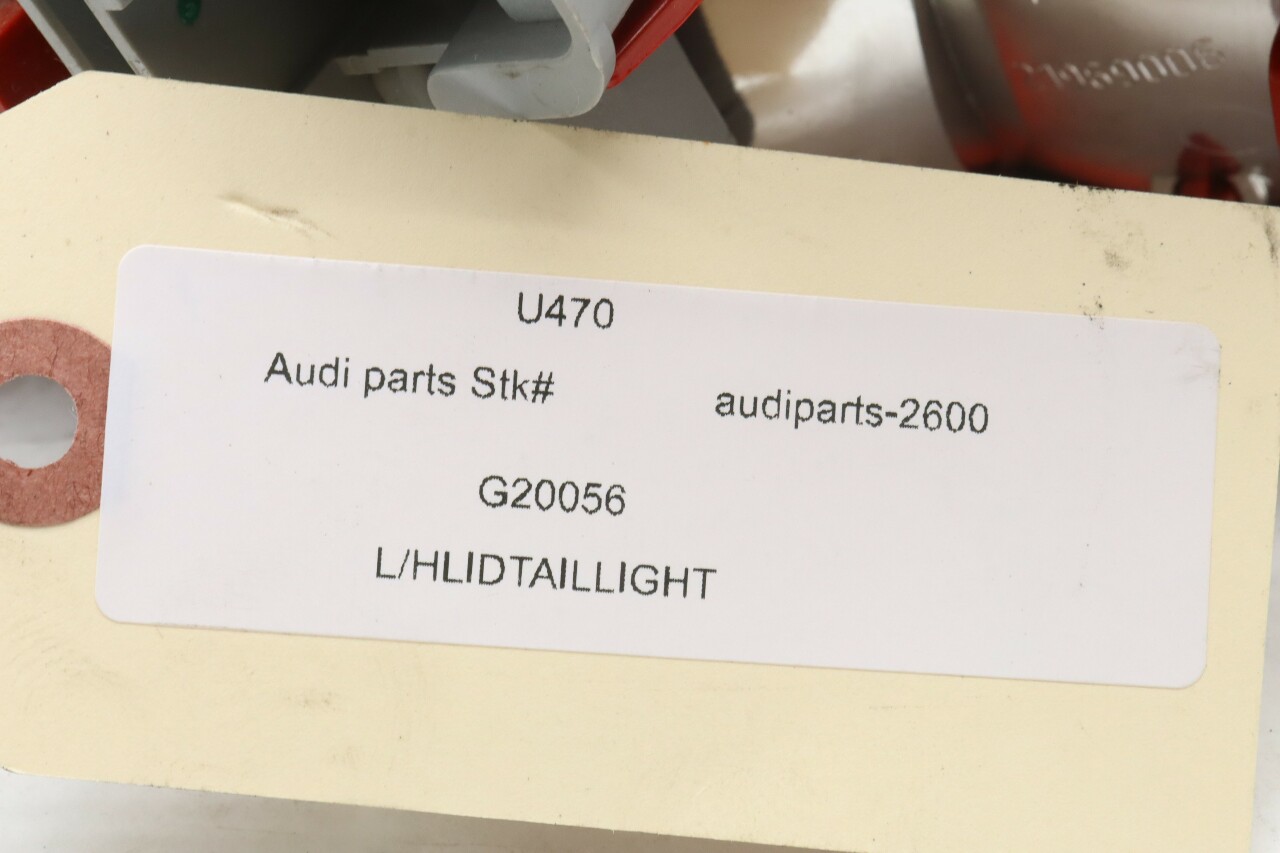 U470
Audi parts Stk# audiparts-2600
G20056
L/HLIDTAILLIGHT